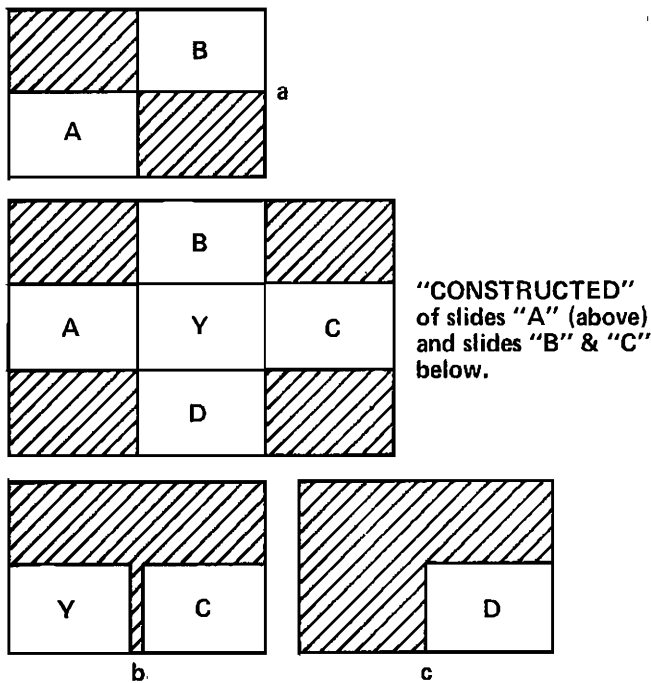 B
a
A
B
A Y C
D
"CONSTRUCTED"
of slides "A" (above)
and slides "B" & "C"
below.
Y C
D
b.
c